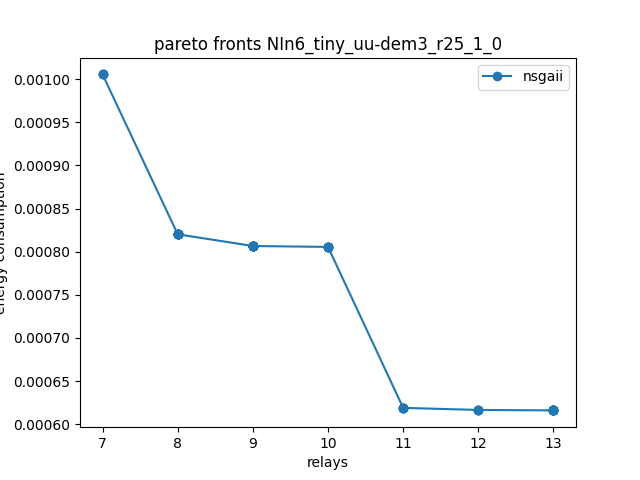 pareto fronts NIn6_tiny_uu-dem3_r25_1_0
nsgaii
0.00100
0.00095
0.00090
0.00085
0.00080
0.00075
0.00070
0.00065
0.00060
energy consumption
7 8 9 10 11 12 13
relays